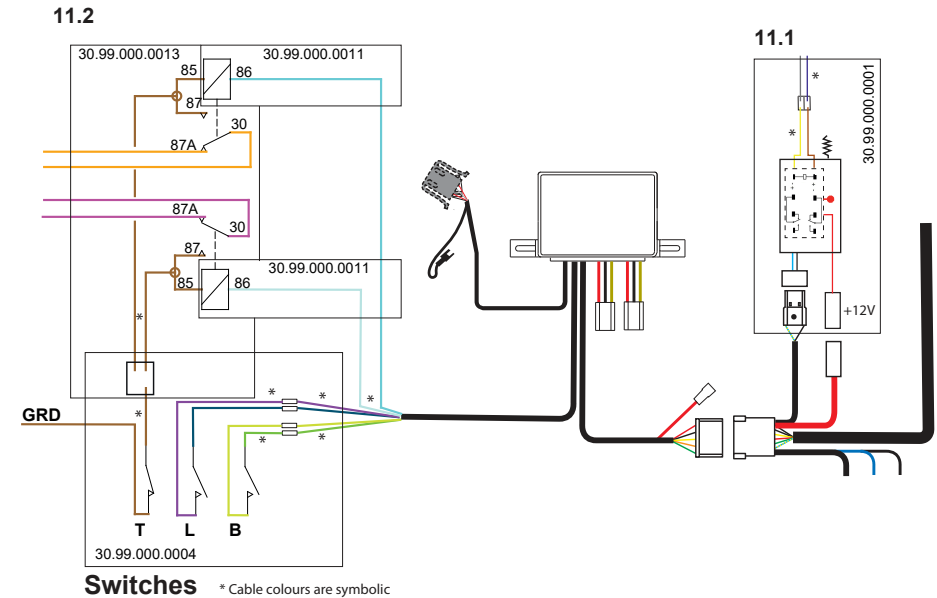 11.2
11.1
30.99.000.0013
30.99.000.0011
85
86
87
30
87A
30.99.000.0001
*
*
87A
30
87
30.99.000.0011
85
86
+12V
*
*
*
*
*
*
*
GRD
T
L
B
30.99.000.0004
Switches
* Cable colours are symbolic